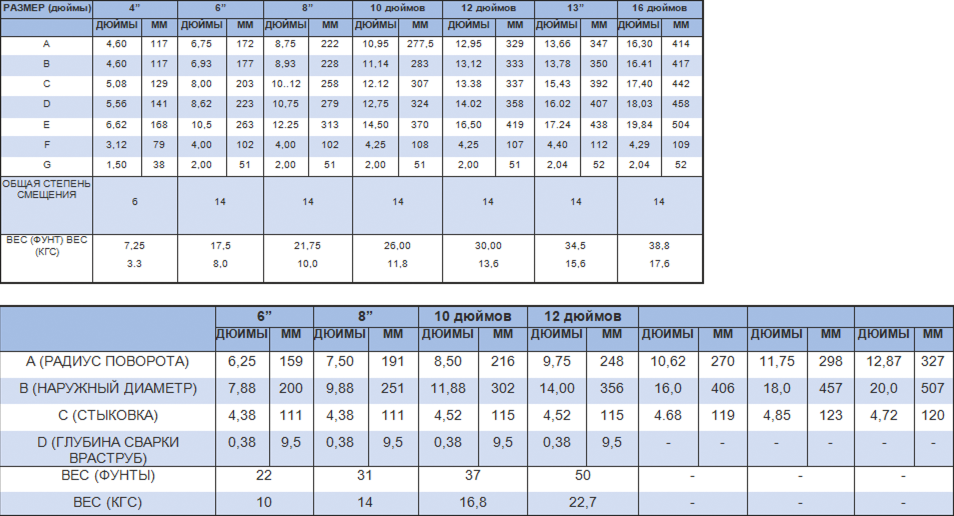 РАЗМЕР (дюймы) 4” 6” 8” 10 дюймов 12 дюймов 13” 16 дюймов
ДЮЙМЫ ММ ДЮЙМЫ ММ ДЮЙМЫ ММ ДЮЙМЫ ММ ДЮЙМЫ ММ ДЮЙМЫ ММ ДЮЙМЫ ММ
A 4,60 117 6,75 172 8,75 222 10,95 277,5 12,95 329 13,66 347 16,30 414
B 4,60 117 6,93 177 8,93 228 11,14 283 13,12 333 13,78 350 16.41 417
C 5,08 129 8,00 203 10..12 258 12.12 307 13.38 337 15,43 392 17,40 442
D 5,56 141 8,62 223 10,75 279 12,75 324 14.02 358 16.02 407 18,03 458
E 6,62 168 10,5 263 12.25 313 14,50 370 16,50 419 17.24 438 19,84 504
F 3,12 79 4,00 102 4,00 102 4,25 108 4,25 107 4,40 112 4,29 109
G 1,50 38 2,00 51 2,00 51 2,00 51 2,00 51 2,04 52 2,04 52
ОБЩАЯ СТЕПЕНЬ
СМЕЩЕНИЯ
6 14 14 14 14 14 14
ВЕС (ФУНТ) ВЕС
(КГС)
7,25 17,5 21,75 26,00 30,00 34,5 38,8
3.3 8,0 10,0 11,8 13,6 15,6 17,6
6” 8” 10 дюймов 12 дюймов
ДЮЙМЫ ММ ДЮЙМЫ ММ ДЮЙМЫ ММ ДЮЙМЫ ММ ДЮЙМЫ ММ ДЮЙМЫ ММ ДЮЙМЫ ММ
A (РАДИУС ПОВОРОТА) 6,25 159 7,50 191 8,50 216 9,75 248 10,62 270 11,75 298 12,87 327
B (НАРУЖНЫЙ ДИАМЕТР) 7,88 200 9,88 251 11,88 302 14,00 356 16,0 406 18,0 457 20,0 507
C (СТЫКОВКА) 4,38 111 4,38 111 4,52 115 4,52 115 4.68 119 4,85 123 4,72 120
D (ГЛУБИНА СВАРКИ
ВРАСТРУБ)
0,38 9,5 0,38 9,5 0,38 9,5 0,38 9,5 - - - - - -
ВЕС (ФУНТЫ) 22 31 37 50 - - -
ВЕС (КГС) 10 14 16,8 22,7 - - -